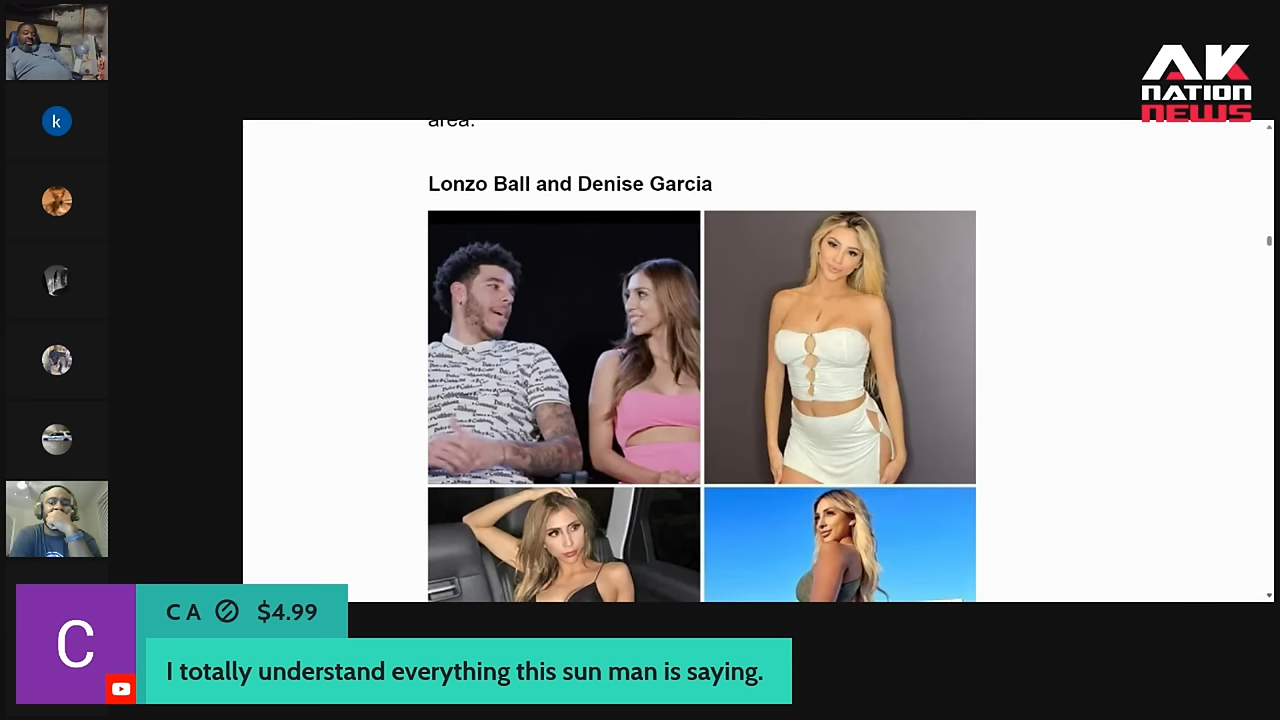 AK
NATION
NEWS
k
area.
Lonzo Ball and Denise Garcia
C
C A $4.99
I totally understand everything this sun man is saying.